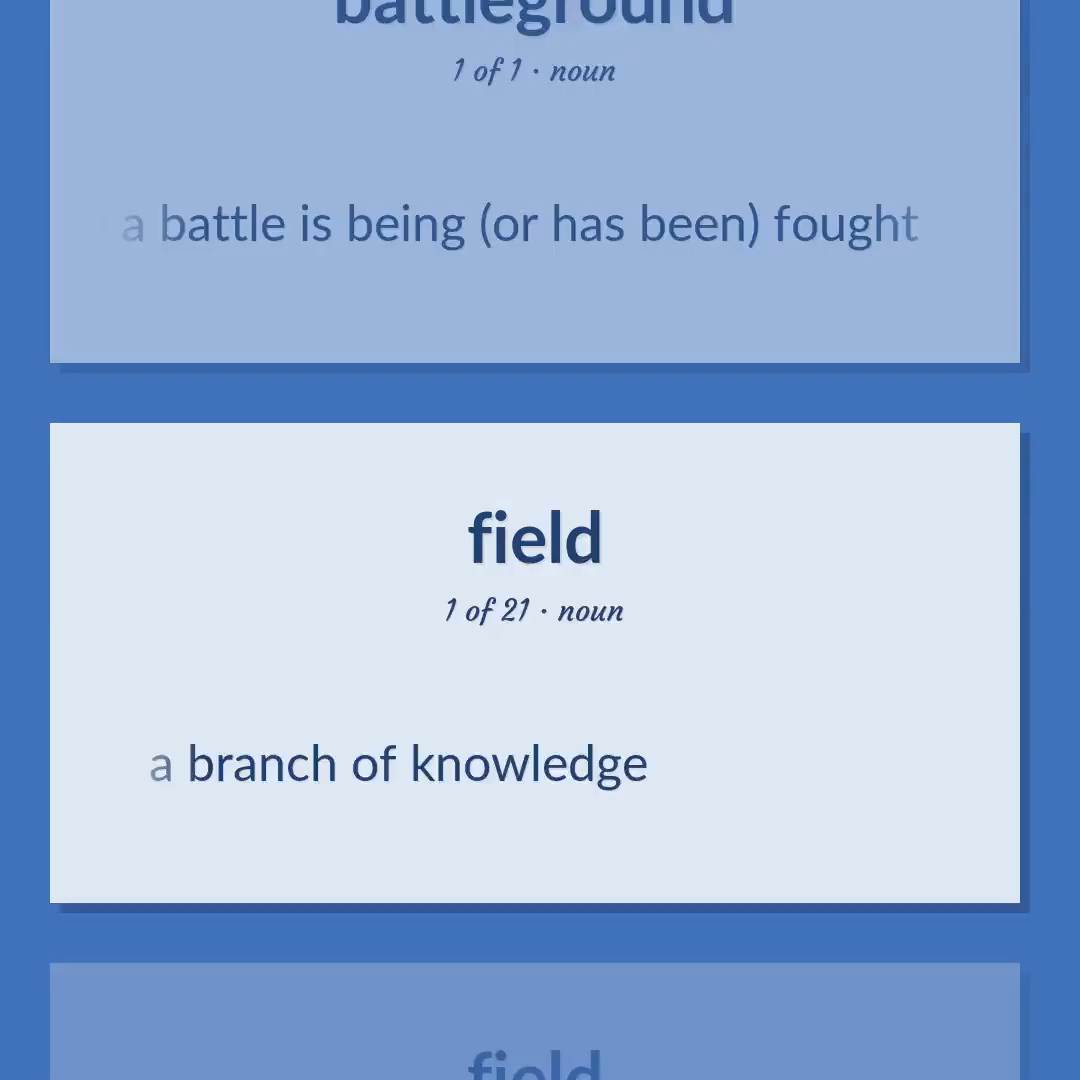 battleground
1 of 1 · noun
a battle is being (or has been) fought
field
1 of 21 · noun
a branch of knowledge
field